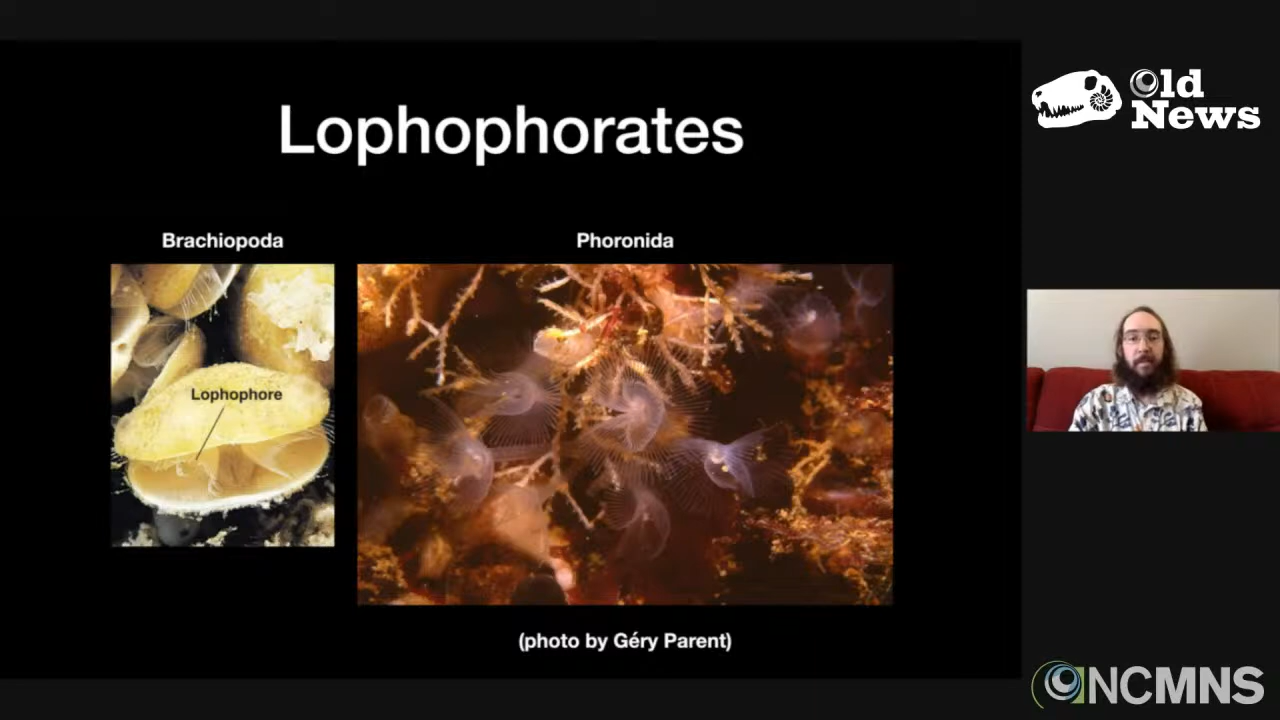 Lophophorates
Brachiopoda
Phoronida
Lophophore
(photo by Géry Parent)
Old
News
NCMNS